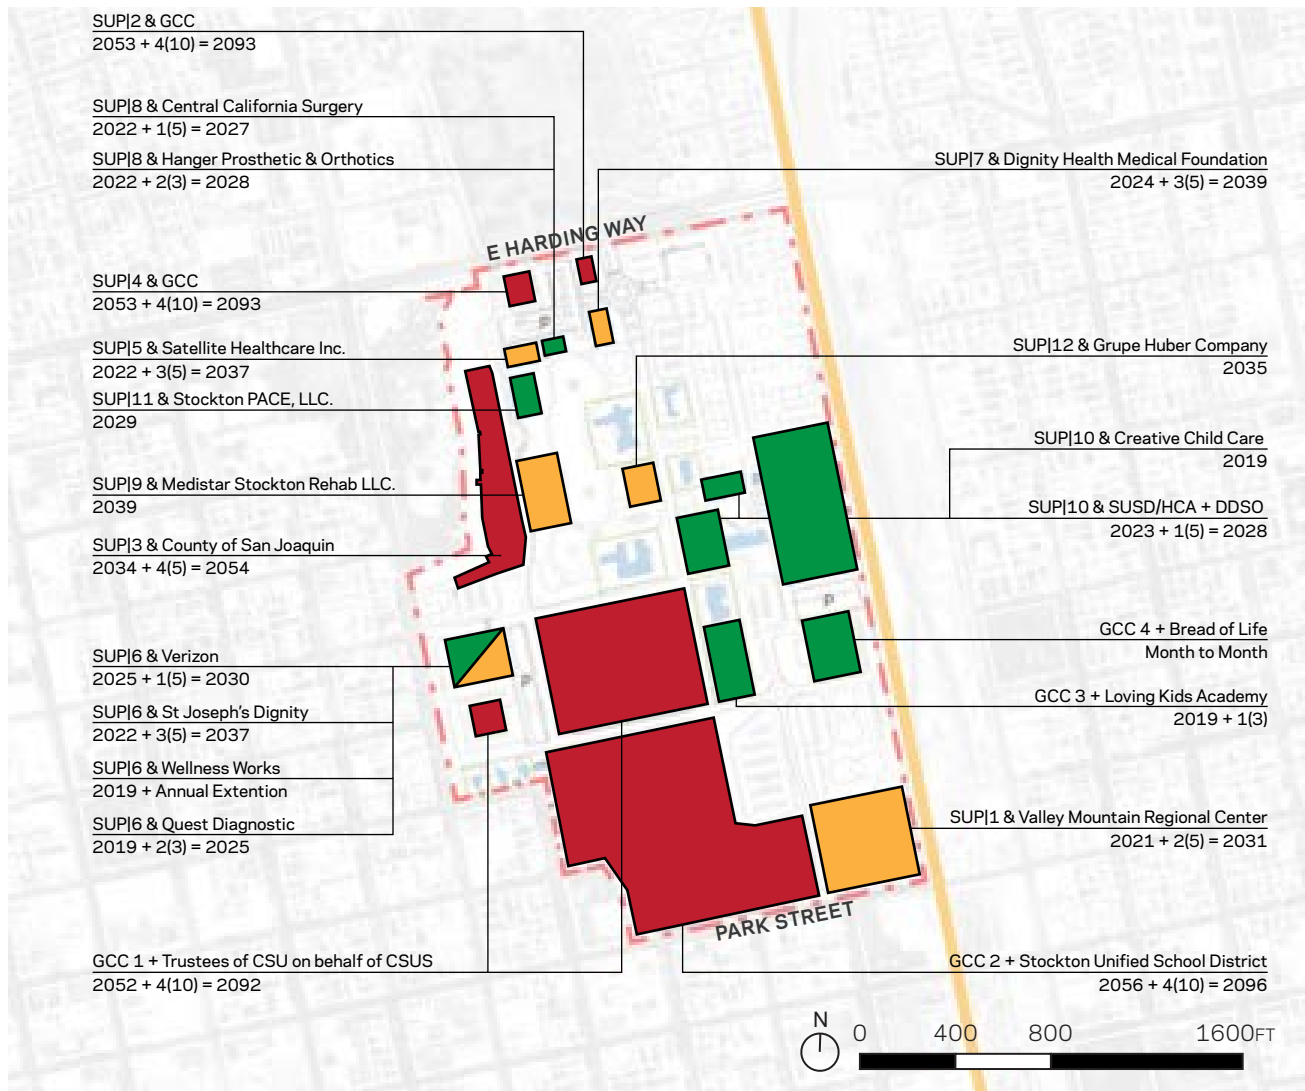 SUP|2 & GCC
2053 + 4(10) = 2093
SUP|8 & Central California Surgery
2022 + 1(5) = 2027
SUP|8 & Hanger Prosthetic & Orthotics
2022 + 2(3) = 2028
SUP|7 & Dignity Health Medical Foundation
2024 + 3(5) = 2039
E HARDING WAY
SUP|4 & GCC
2053 + 4(10) = 2093
P
SUP|5 & Satellite Healthcare Inc.
2022 + 3(5) = 2037
SUP|12 & Grupe Huber Company
2035
SUP|11 & Stockton PACE, LLC.
2029
SUP|10 & Creative Child Care
2019
SUP|9 & Medistar Stockton Rehab LLC.
2039
SUP|10 & SUSD/HCA + DDSO
2023 + 1(5) = 2028
SUP|3 & County of San Joaquin
2034 + 4(5) = 2054
P
GCC 4 + Bread of Life
Month to Month
SUP|6 & Verizon
2025 + 1(5) = 2030
P
GCC 3 + Loving Kids Academy
2019 + 1(3)
SUP|6 & St Joseph's Dignity
2022 + 3(5) = 2037
SUP|6 & Wellness Works
2019 + Annual Extention
SUP|6 & Quest Diagnostic
2019 + 2(3) = 2025
SUP|1 & Valley Mountain Regional Center
2021 + 2(5) = 2031
PARK STREET
GCC 1 + Trustees of CSU on behalf of CSUS
2052 + 4(10) = 2092
GCC 2 + Stockton Unified School District
2056 + 4(10) = 2096
N
0 400 800 1600FT